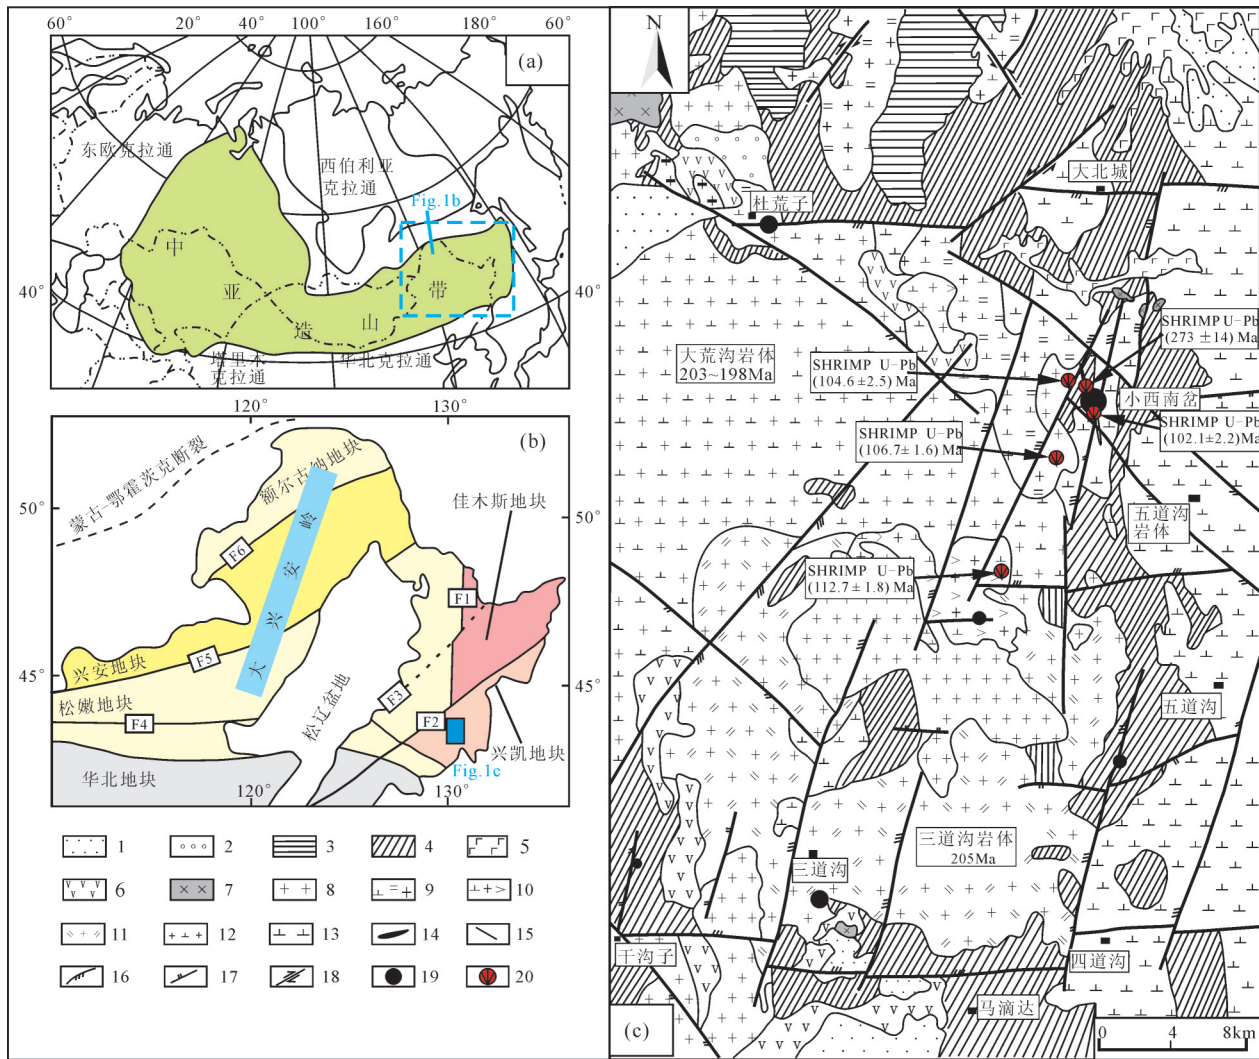 60°
20°
40°
100°
160°
180°
60°
(a)
东欧克拉通
西伯利亚
克拉通
Fig.1b
中
亚
造
山
带
40°
40°
塔里木
克拉通
华北克拉通
120°
130°
(b)
蒙古-鄂霍茨克断裂
额尔古纳地块
佳木斯地块
50°
50°
岭
安
兴
大
F6
F1
兴安地块
F5
45°
45°
松嫩地块
F4
松辽盆地
F3
F2
兴凯地块
华北地块
Fig.1c
120°
130°
1
2
3
4
5
6
7
8
9
10
11
12
13
14
15
16
17
18
19
20
N
大北城
杜荒子
大荒沟岩体
203~198Ma
SHRIMP U-Pb
(273 ±14) Ma
SHRIMP U-Pb
(104.6 ±2.5) Ma
小西南岔
SHRIMP U-Pb
(102.1±2.2)Ma
SHRIMP U-Pb
(106.7± 1.6) Ma
五道沟
岩体
SHRIMP U-Pb
(112.7± 1.8) Ma
五道沟
三道沟岩体
205Ma
三道沟
干沟子
四道沟
马滴达
(c)
0 4 8km